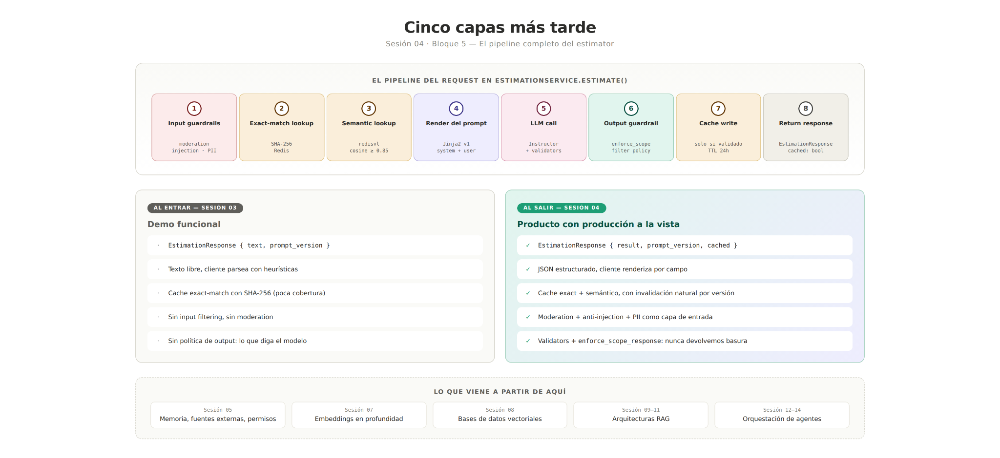 Cinco capas más tarde
Sesión 04 · Bloque 5 — El pipeline completo del estimator
EL PIPELINE DEL REQUEST EN ESTIMATIONSERVICE.ESTIMATE()
1
Input guardrails
moderation
injection · PII
2
Exact-match lookup
SHA-256
Redis
3
Semantic lookup
redisvl
cosine ≥ 0.85
4
Render del prompt
Jinja2 v1
system + user
5
LLM call
Instructor
+ validators
6
Output guardrail
enforce_scope
filter policy
7
Cache write
solo si validado
TTL 24h
8
Return response
EstimationResponse
cached: bool
AL ENTRAR — SESIÓN 03
Demo funcional
· EstimationResponse { text, prompt_version }
· Texto libre, cliente parsea con heurísticas
· Cache exact-match con SHA-256 (poca cobertura)
· Sin input filtering, sin moderation
· Sin política de output: lo que diga el modelo
AL SALIR — SESIÓN 04
Producto con producción a la vista
✓ EstimationResponse { result, prompt_version, cached }
✓ JSON estructurado, cliente renderiza por campo
✓ Cache exact + semántico, con invalidación natural por versión
✓ Moderation + anti-injection + PII como capa de entrada
✓ Validators + enforce_scope_response: nunca devolvemos basura
LO QUE VIENE A PARTIR DE AQUÍ
Sesión 05
Memoria, fuentes externas, permisos
Sesión 07
Embeddings en profundidad
Sesión 08
Bases de datos vectoriales
Sesión 09–11
Arquitecturas RAG
Sesión 12–14
Orquestación de agentes